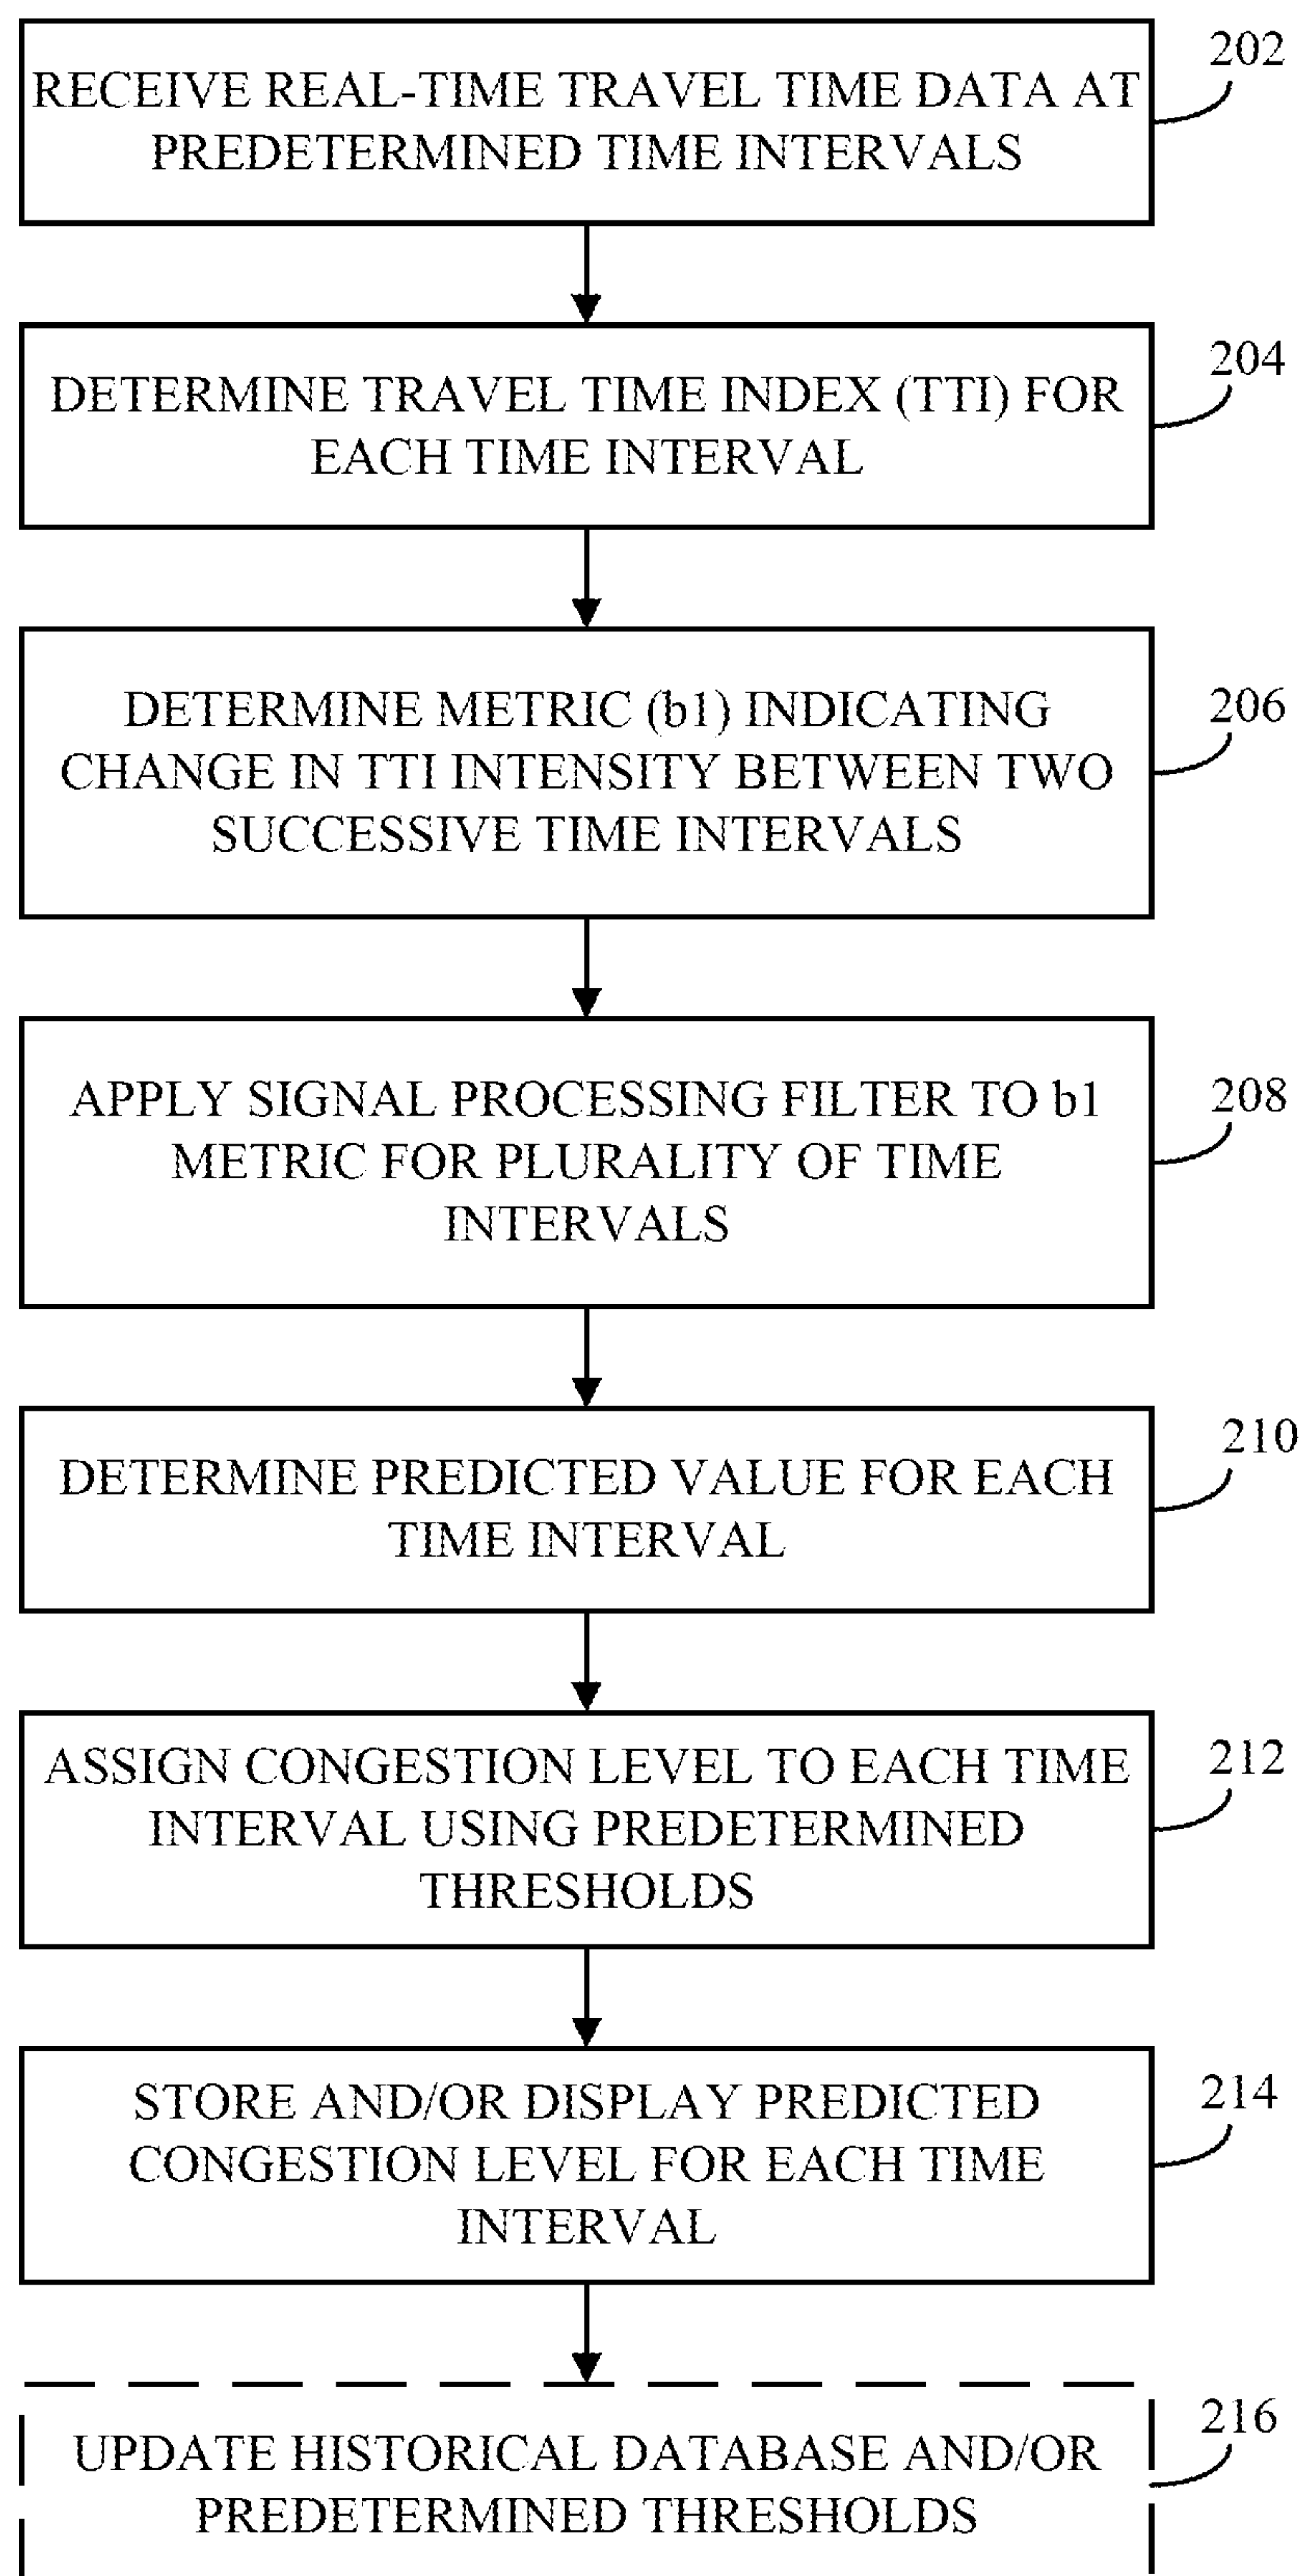 202
RECEIVE REAL-TIME TRAVEL TIME DATA AT
PREDETERMINED TIME INTERVALS
204
DETERMINE TRAVEL TIME INDEX (TTI) FOR
EACH TIME INTERVAL
206
DETERMINE METRIC (b1) INDICATING
CHANGE IN TTI INTENSITY BETWEEN TWO
SUCCESSIVE TIME INTERVALS
208
APPLY SIGNAL PROCESSING FILTER TO b1
METRIC FOR PLURALITY OF TIME
INTERVALS
210
DETERMINE PREDICTED VALUE FOR EACH
TIME INTERVAL
212
ASSIGN CONGESTION LEVEL TO EACH TIME
INTERVAL USING PREDETERMINED
THRESHOLDS
214
STORE AND/OR DISPLAY PREDICTED
CONGESTION LEVEL FOR EACH TIME
INTERVAL
216
UPDATE HISTORICAL DATABASE AND/OR
PREDETERMINED THRESHOLDS